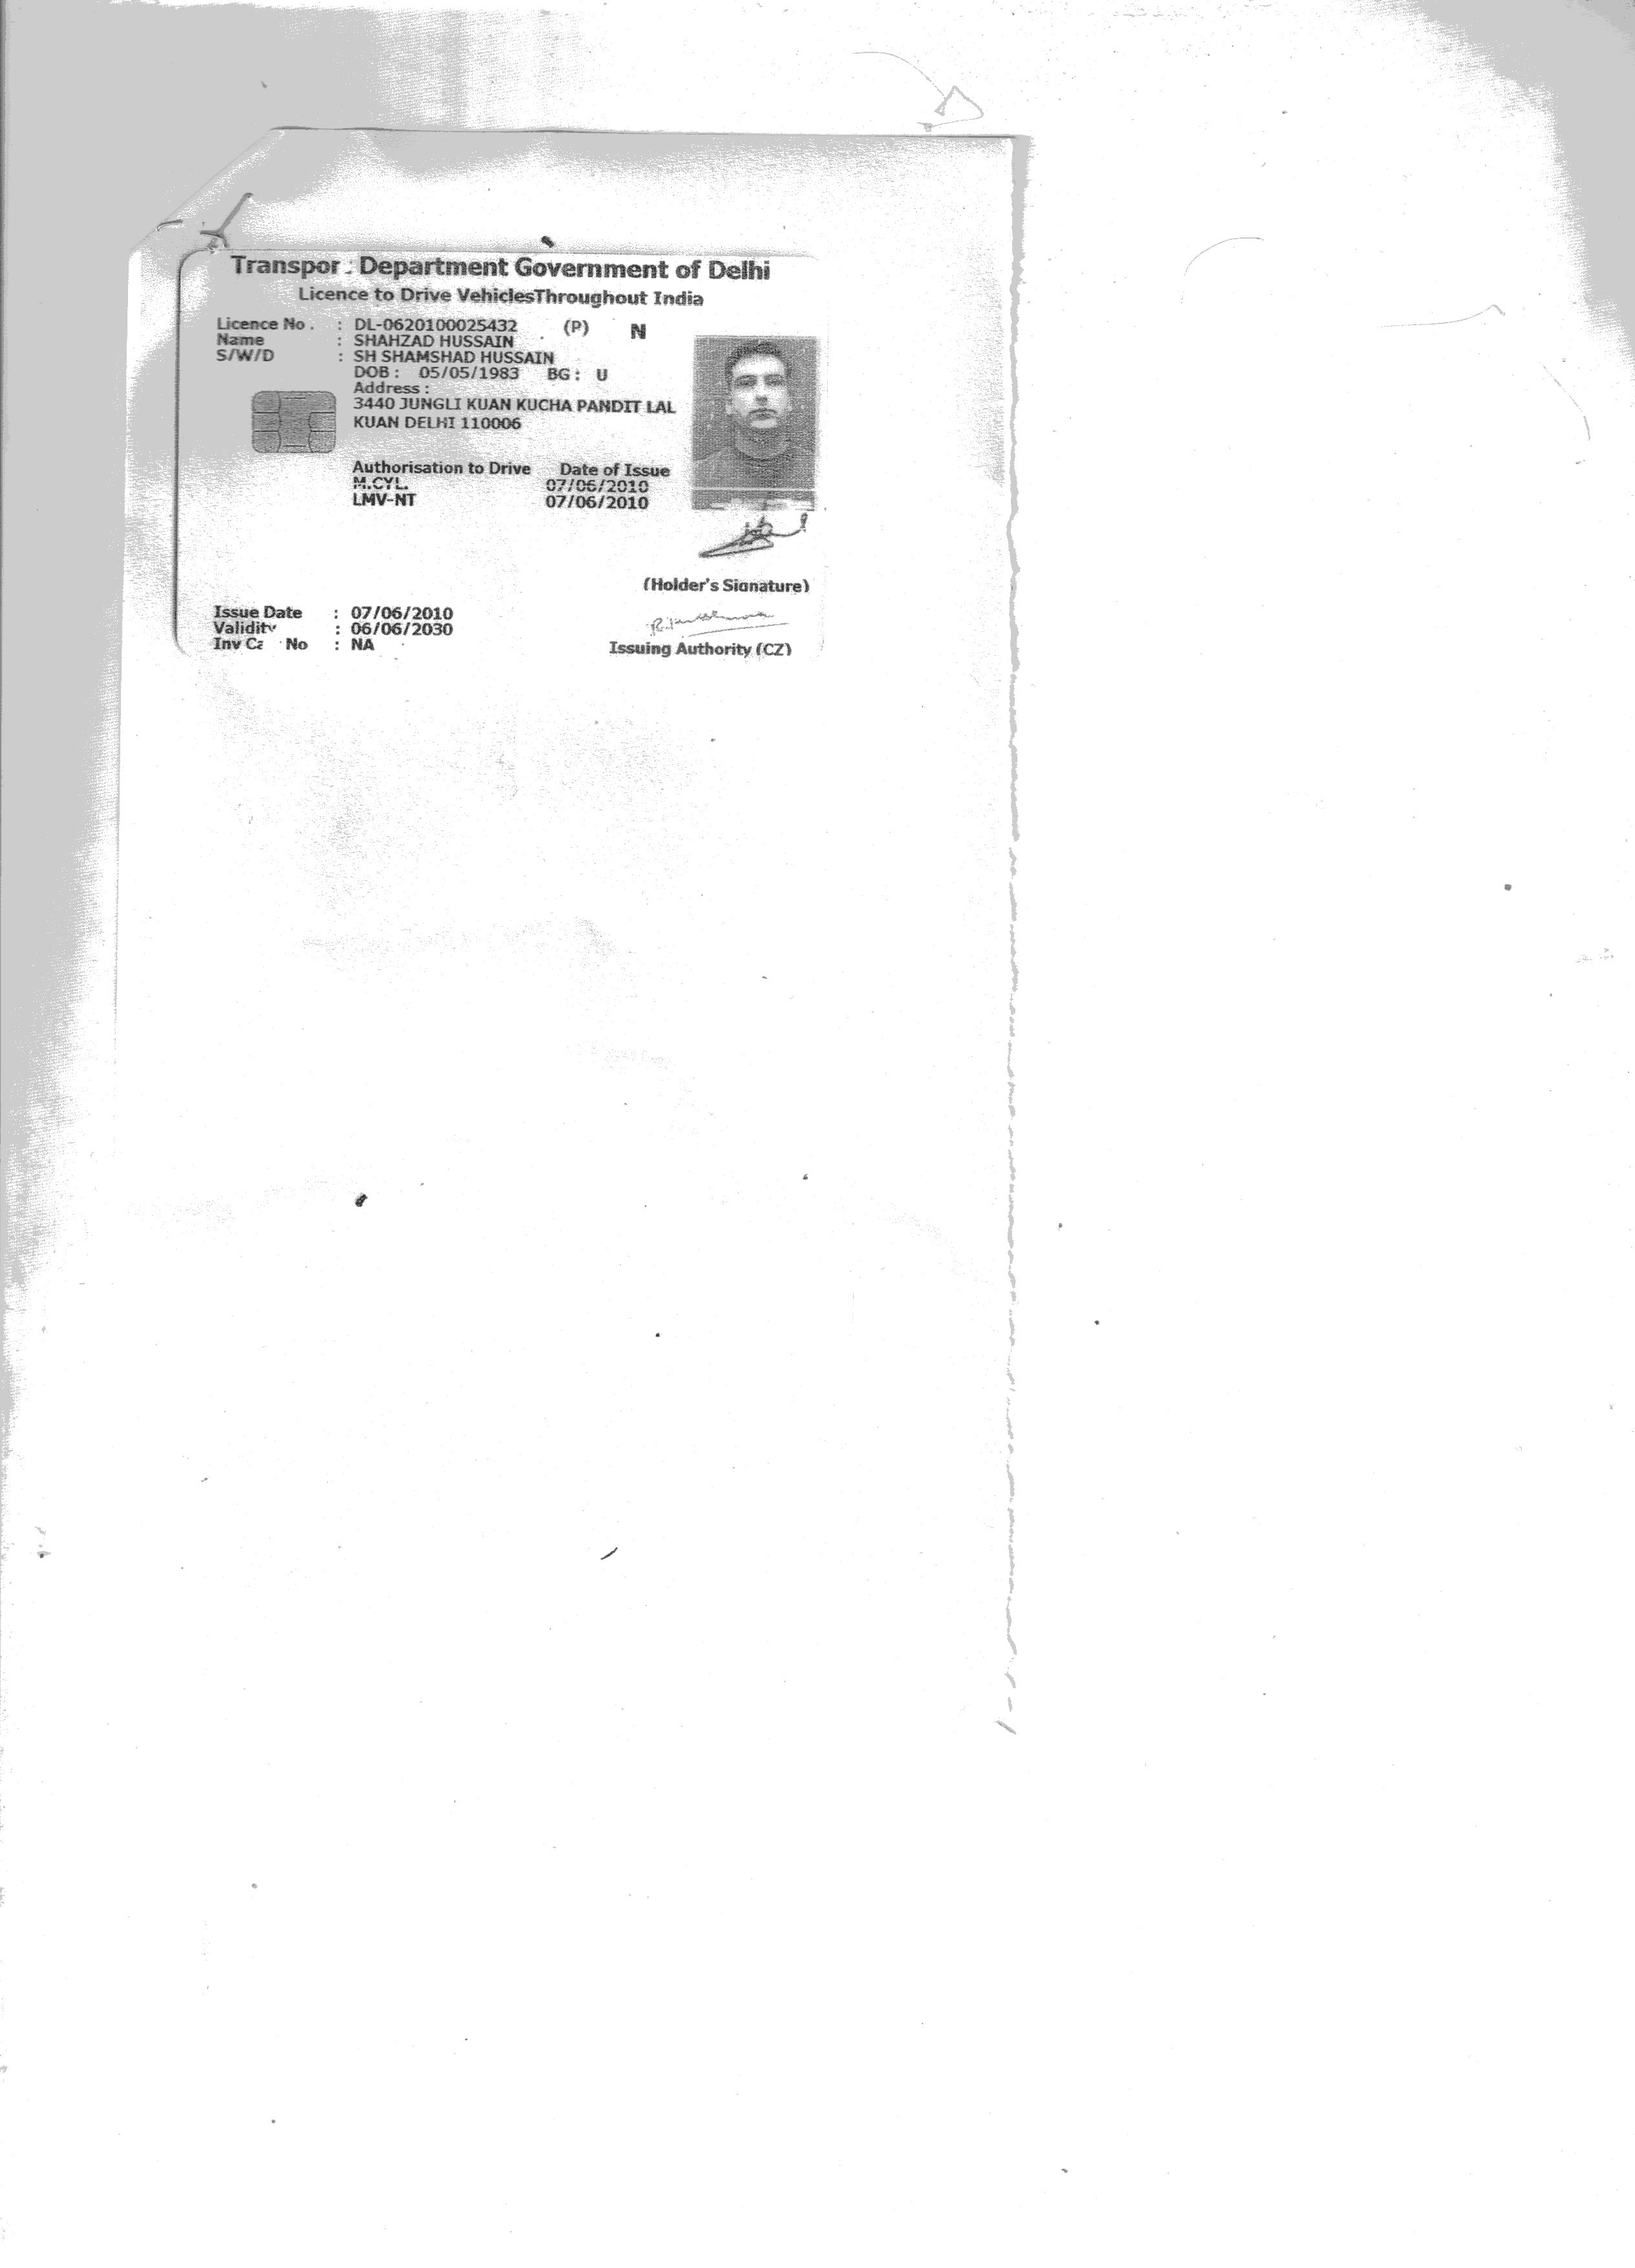 Transpor : Department Government of Delhi
Licence to Drive VehiclesThroughout India
Licence No . : DL-0620100025432 (P) N
Name : SHAHZAD HUSSAIN
S/W/D : SH SHAMSHAD HUSSAIN
DOB : 05/05/1983 BG : U
Address :
3440 JUNGLI KUAN KUCHA PANDIT LAL
KUAN DELHI 110006
Authorisation to Drive Date of Issue
M.CYL. 07/06/2010
LMV-NT 07/06/2010
(Holder's Signature)
Issue Date : 07/06/2010
Validity : 06/06/2030
Inv Ca No : NA
Issuing Authority (CZ)